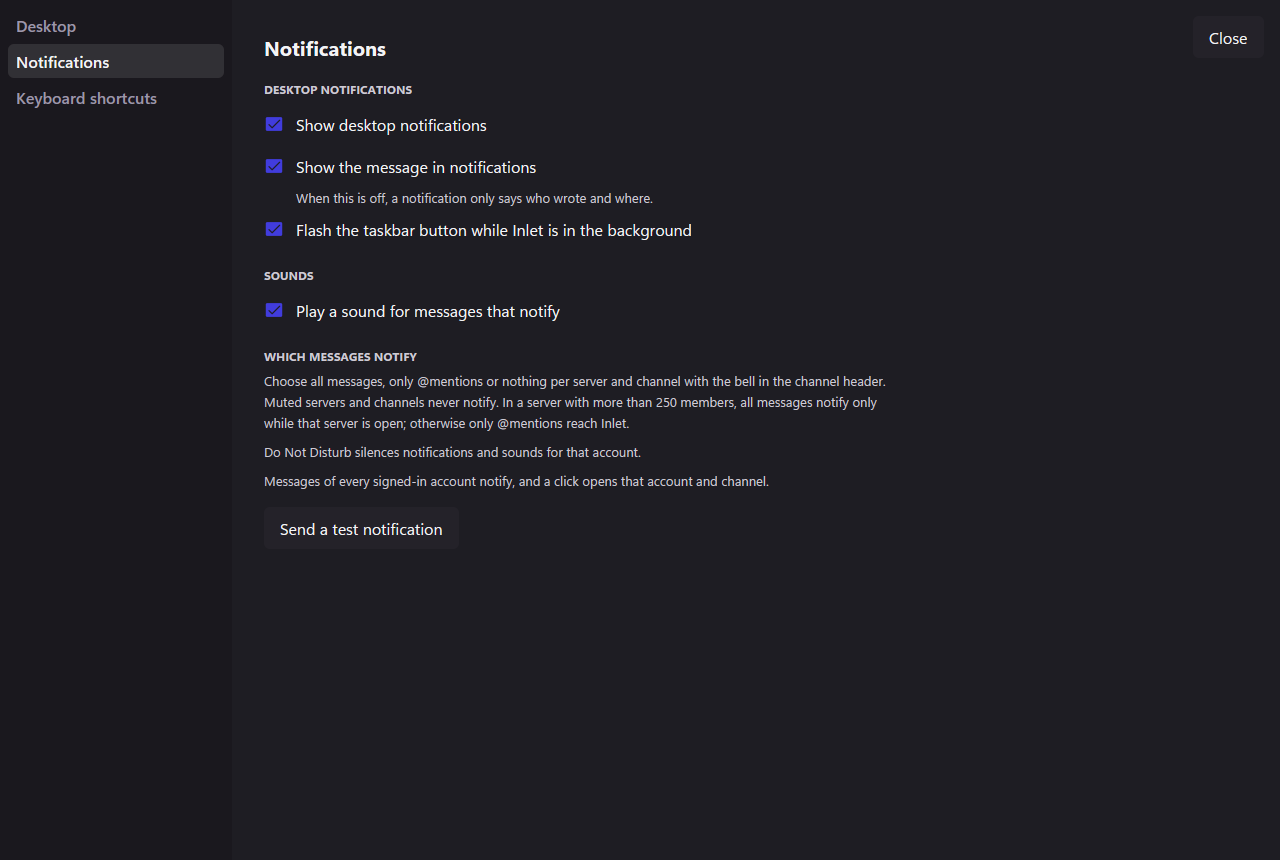 Desktop
Notifications
Keyboard shortcuts
Close
Notifications
DESKTOP NOTIFICATIONS
Show desktop notifications
Show the message in notifications
When this is off, a notification only says who wrote and where.
Flash the taskbar button while Inlet is in the background
SOUNDS
Play a sound for messages that notify
WHICH MESSAGES NOTIFY
Choose all messages, only @mentions or nothing per server and channel with the bell in the channel header.
Muted servers and channels never notify. In a server with more than 250 members, all messages notify only
while that server is open; otherwise only @mentions reach Inlet.
Do Not Disturb silences notifications and sounds for that account.
Messages of every signed-in account notify, and a click opens that account and channel.
Send a test notification